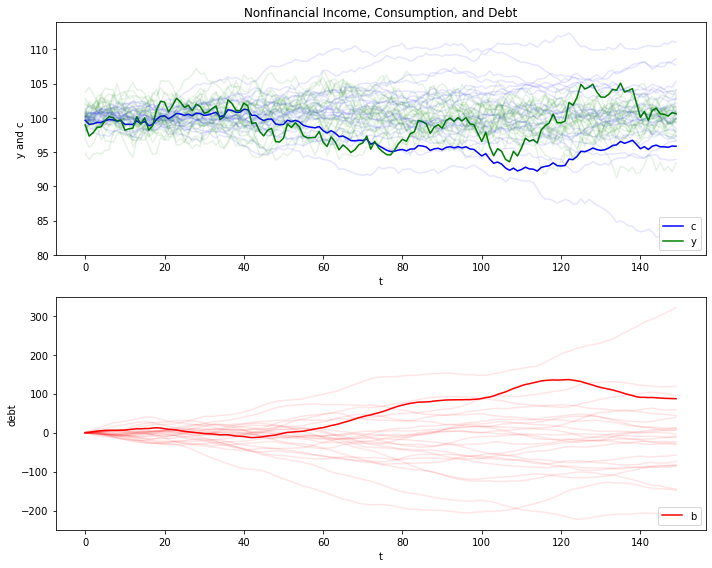 Nonfinancial Income, Consumption, and Debt
110
105
100
95
90
85
80
y and c
c
y
0 20 40 60 80 100 120 140
t
300
200
100
0
−100
−200
debt
b
0 20 40 60 80 100 120 140
t